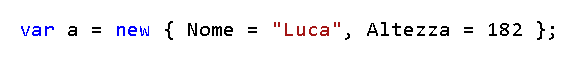 var a = new { Nome = "Luca", Altezza = 182 };